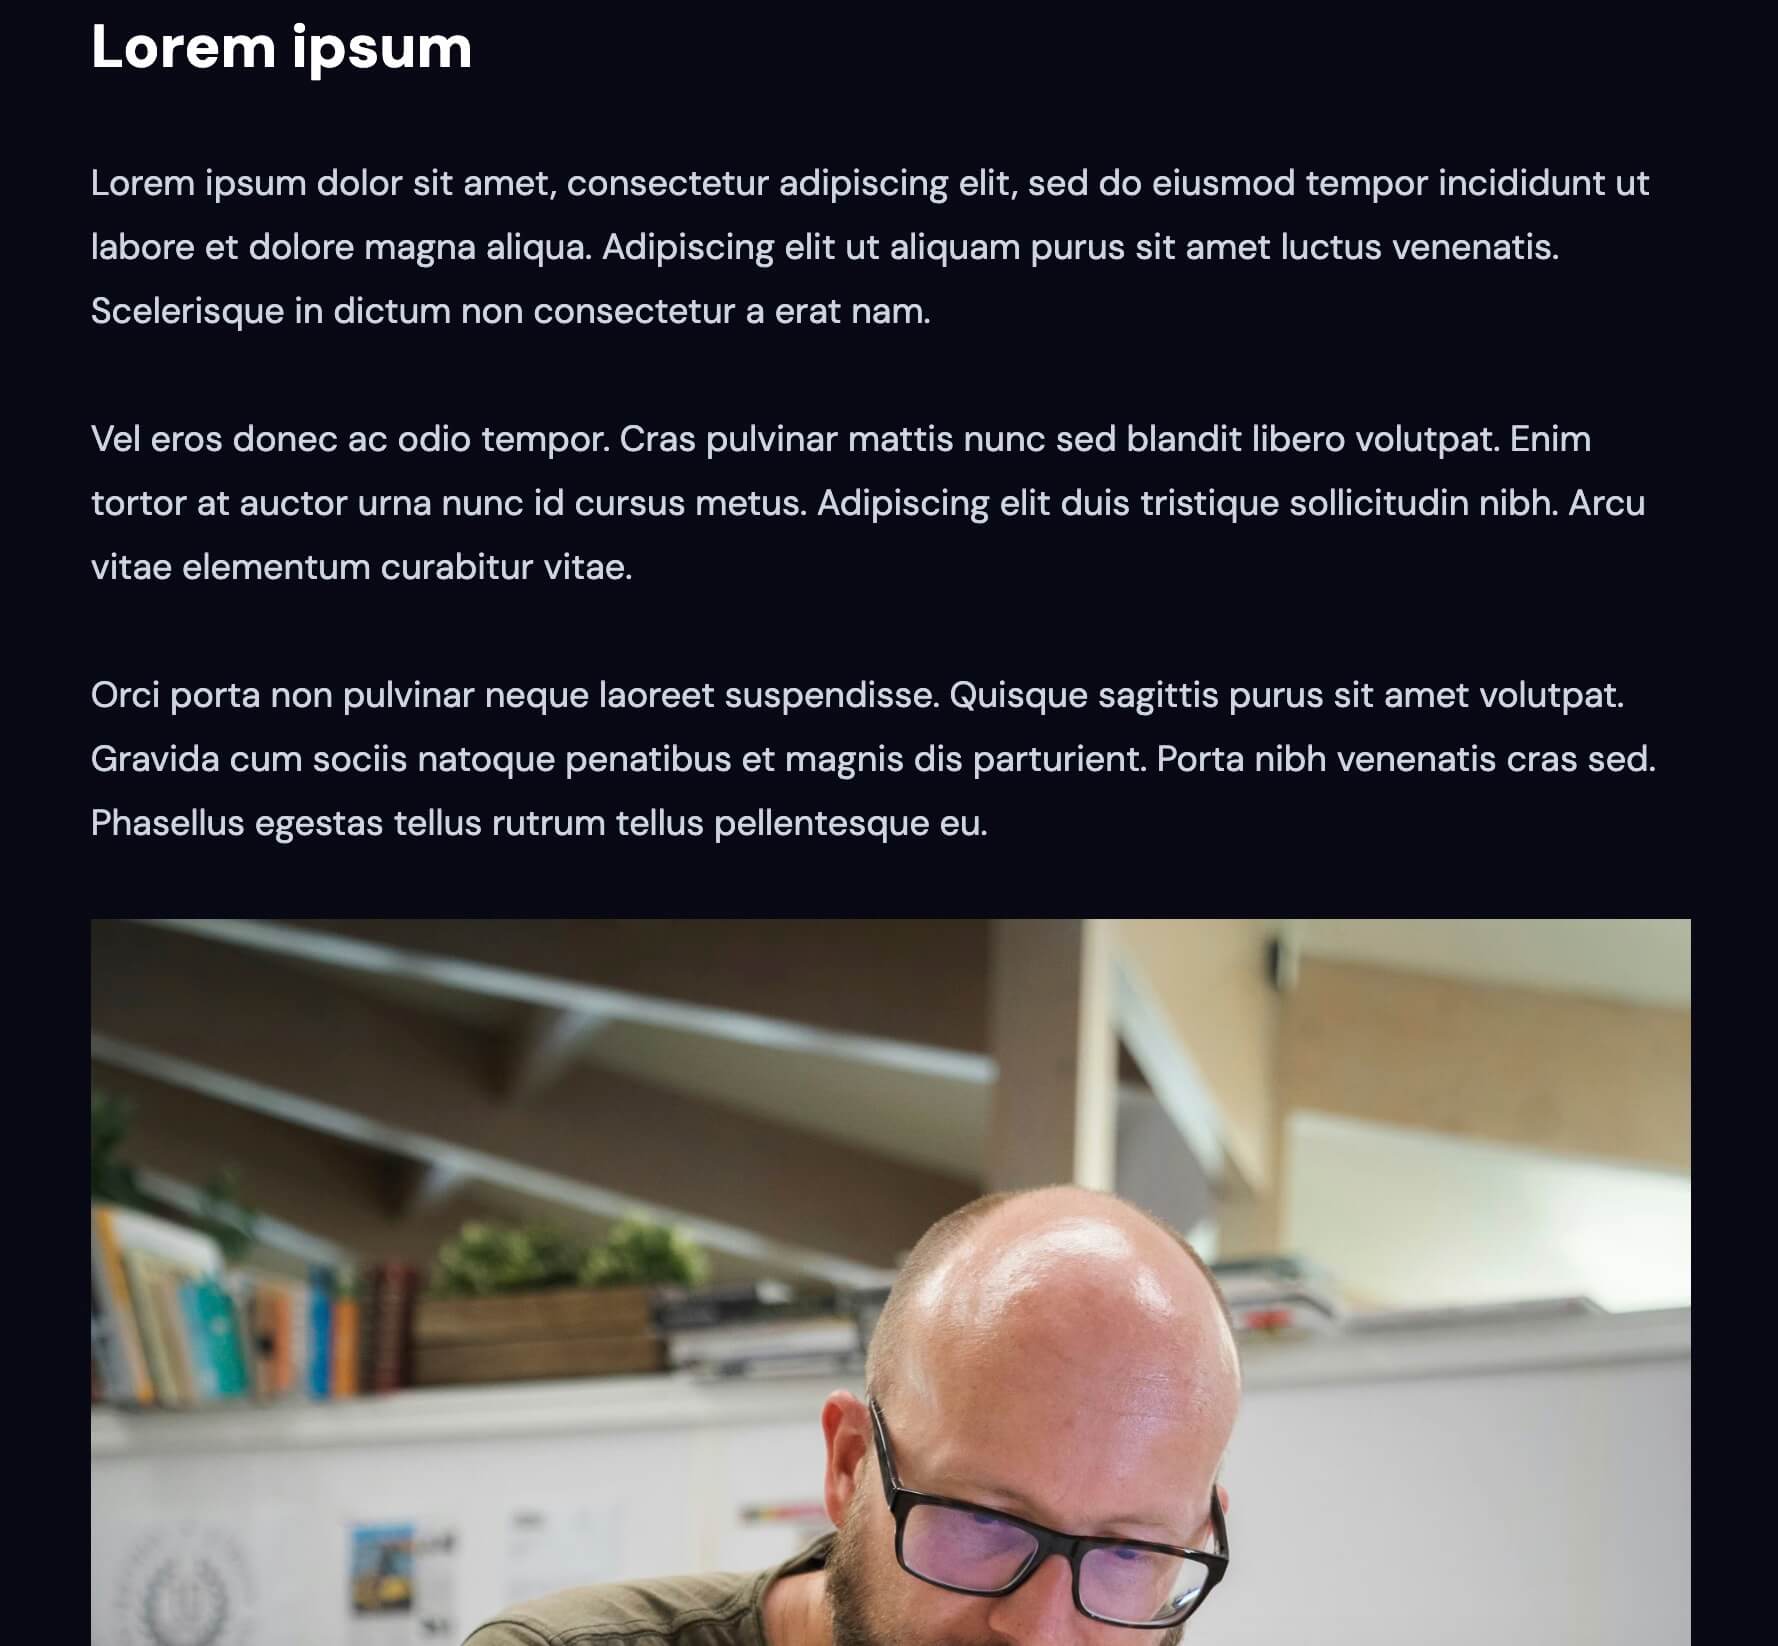 Lorem ipsum
Lorem ipsum dolor sit amet, consectetur adipiscing elit, sed do eiusmod tempor incididunt ut
labore et dolore magna aliqua. Adipiscing elit ut aliquam purus sit amet luctus venenatis.
Scelerisque in dictum non consectetur a erat nam.
Vel eros donec ac odio tempor. Cras pulvinar mattis nunc sed blandit libero volutpat. Enim
tortor at auctor urna nunc id cursus metus. Adipiscing elit duis tristique sollicitudin nibh. Arcu
vitae elementum curabitur vitae.
Orci porta non pulvinar neque laoreet suspendisse. Quisque sagittis purus sit amet volutpat.
Gravida cum sociis natoque penatibus et magnis dis parturient. Porta nibh venenatis cras sed.
Phasellus egestas tellus rutrum tellus pellentesque eu.